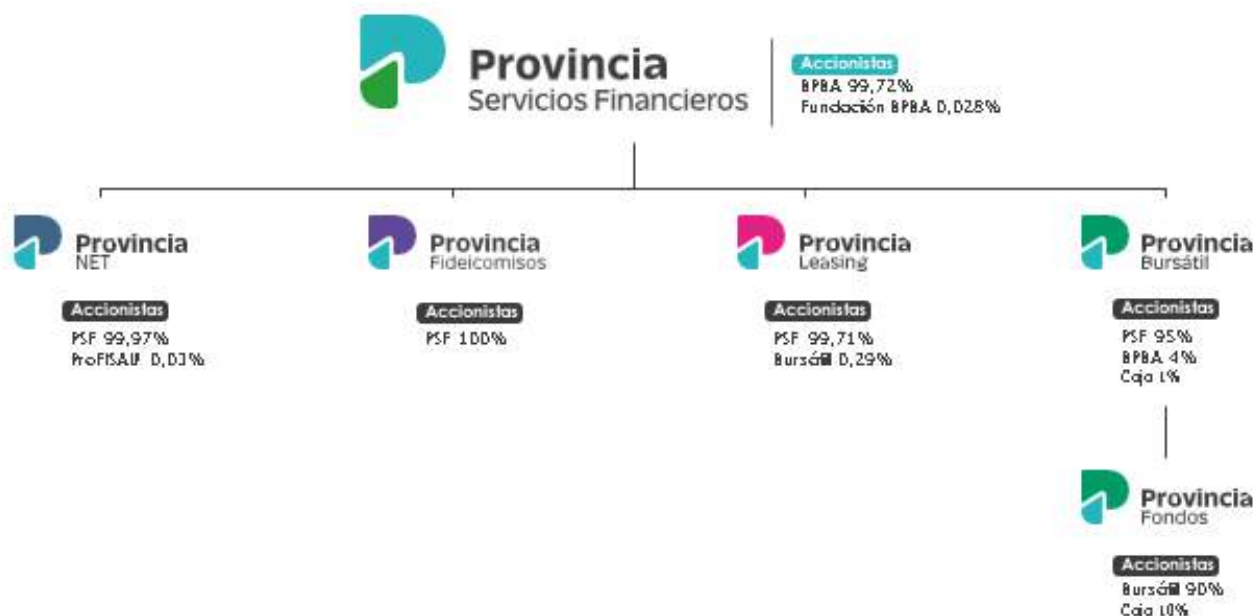 Provincia
Servicios Financieros
Accionistas
BPBA 99,72%
Fundación BPBA 0,028%
Provincia
NET
Accionistas
PSF 99,97%
0,03%
Provincia
Fideicomisos
Accionistas
PSF 100%
Provincia
Leasing
Accionistas
PSF 99,71%
Bursátil 0,29%
Provincia
Bursátil
Accionistas
PSF 95%
BPBA 4%
Caja 1%
Provincia
Fondos
Accionistas
Bursátil 90%
Caja 10%